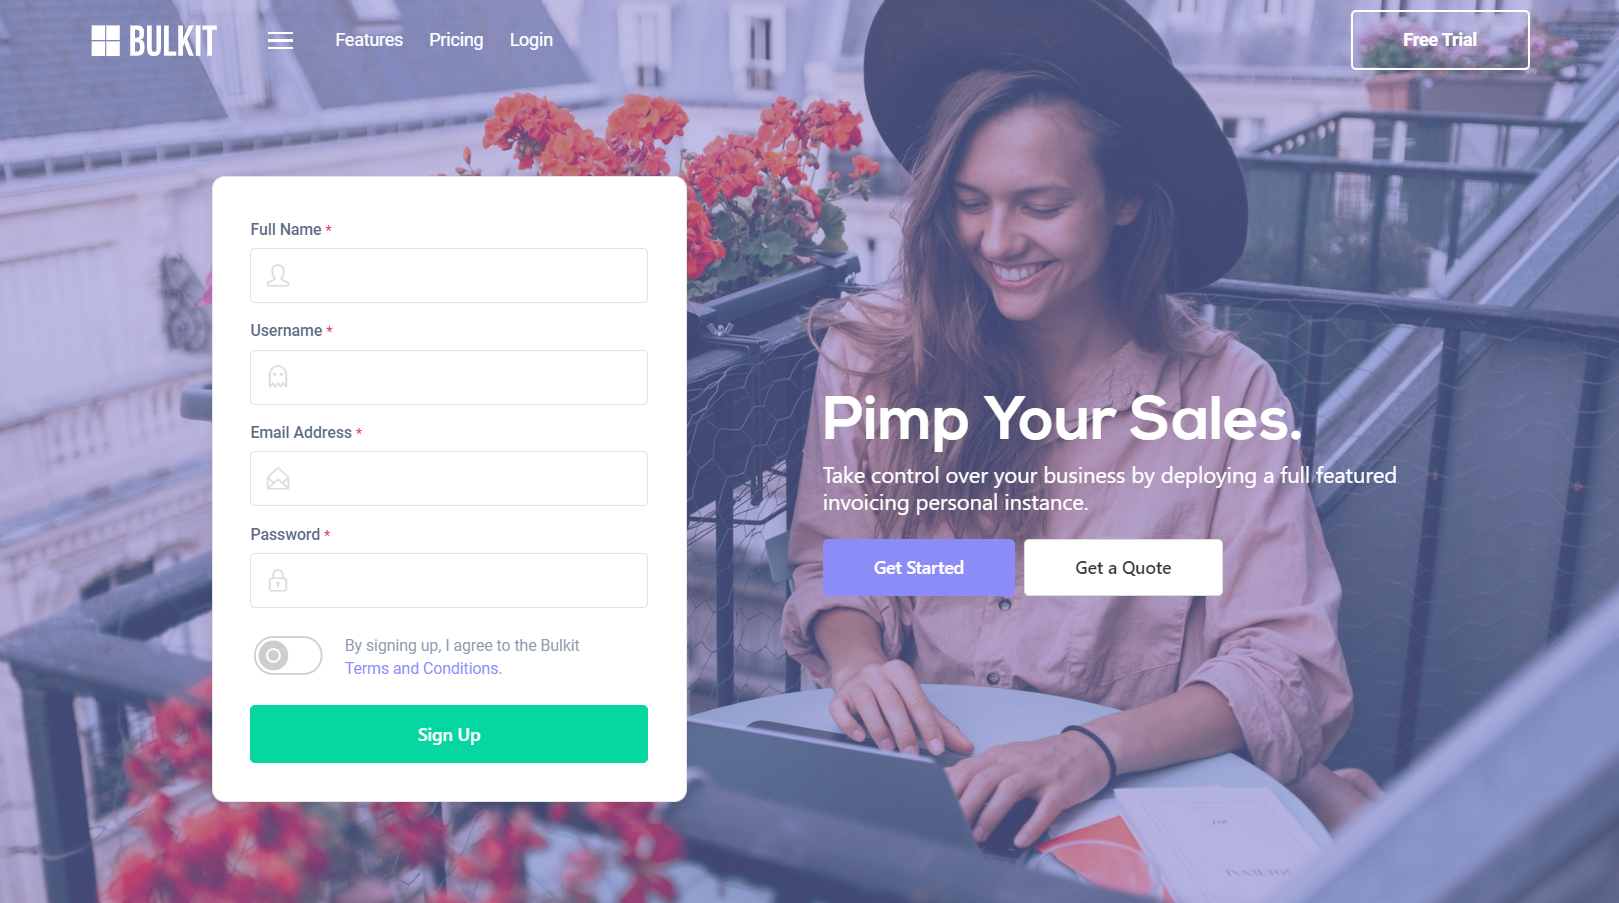 BULKIT
Features Pricing Login
Free Trial
Full Name *
Username *
Email Address *
Password *
By signing up, I agree to the Bulkit
Terms and Conditions.
Sign Up
Pimp Your Sales.
Take control over your business by deploying a full featured
invoicing personal instance.
Get Started Get a Quote